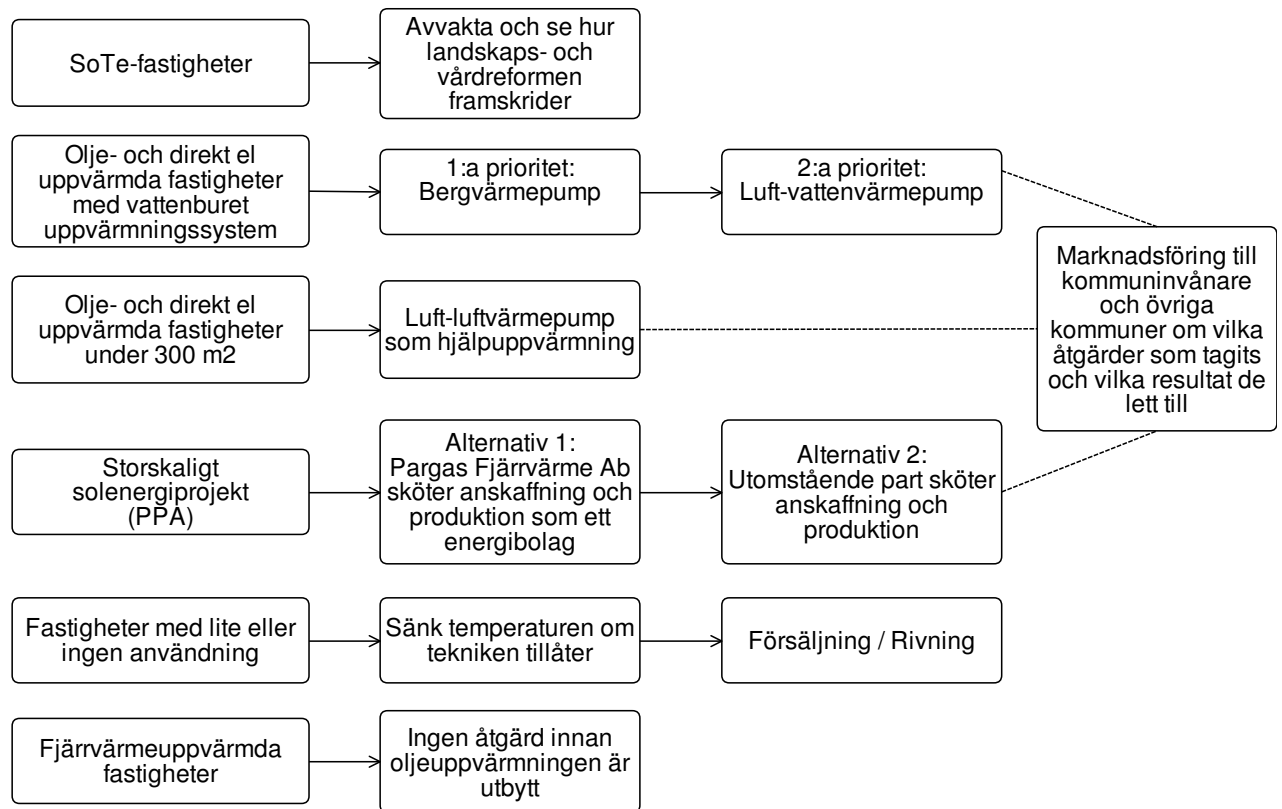 SoTe-fastigheter
Avvakta och se hur
landskaps- och
vårdreformen
framskrider
Olje- och direkt el
uppvärmda fastigheter
med vattenburet
uppvärmningssystem
1:a prioritet:
Bergvärmepump
2:a prioritet:
Luft-vattenvärmepump
Marknadsföring till
kommuninvånare
och övriga
kommuner om vilka
åtgärder som tagits
och vilka resultat de
lett till
Olje- och direkt el
uppvärmda fastigheter
under 300 m2
Luft-luftvärmepump
som hjälpuppvärmning
Storskaligt
solenergiprojekt
(PPA)
Alternativ 1:
Pargas Fjärrvärme Ab
sköter anskaffning och
produktion som ett
energibolag
Alternativ 2:
Utomstående part sköter
anskaffning och
produktion
Fastigheter med lite eller
ingen användning
Sänk temperaturen om
tekniken tillåter
Försäljning / Rivning
Fjärrvärmeuppvärmda
fastigheter
Ingen åtgärd innan
oljeuppvärmningen är
utbytt